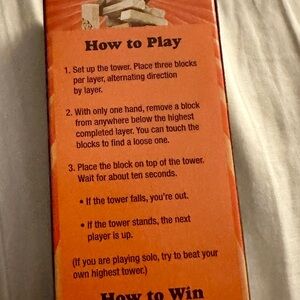 How to Play
1. Set up the tower. Place three blocks
per layer, alternating direction
by layer.
2. With only one hand, remove a block
from anywhere below the highest
completed layer. You can touch the
blocks to find a loose one.
3. Place the block on top of the tower.
Wait for about ten seconds.
• If the tower falls, you're out.
• If the tower stands, the next
player is up.
(If you are playing solo, try to beat your
own highest tower.)
How to Win